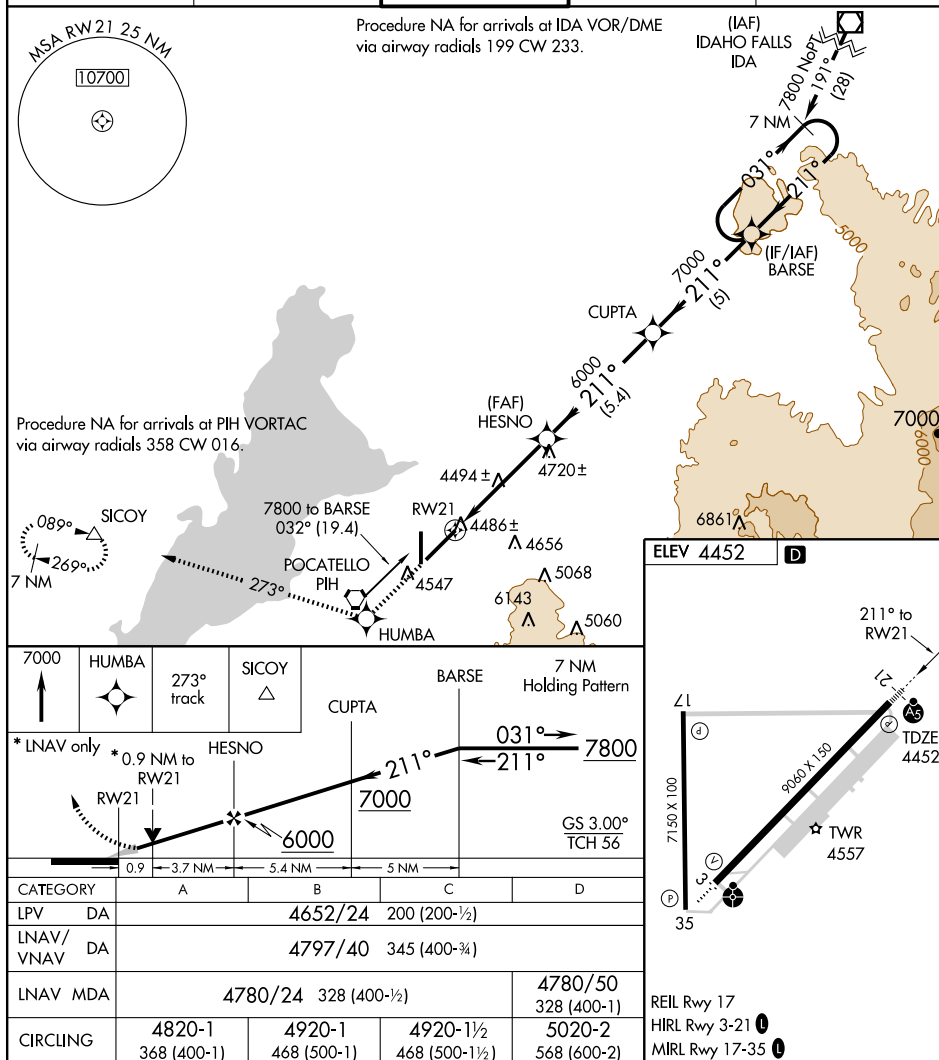 MSA RW 21 25 NM
10700
Procedure NA for arrivals at IDA VOR/DME
via airway radials 199 CW 233.
(IAF)
IDAHO FALLS
IDA
7800 NoPT
191°
(28)
7 NM
031°
211°
5000
(IF/IAF)
BARSE
7000
211°
(5)
CUPTA
6000
211°
(5.4)
(FAF)
HESNO
7000
6000
Procedure NA for arrivals at PIH VORTAC
via airway radials 358 CW 016.
4720±
4494±
7800 to BARSE
032° (19.4)
RW21
4486±
6861
089°
SICOY
269°
7 NM
4656
POCATELLO
PIH
4547
5068
273°
6143
5060
HUMBA
ELEV 4452
D
211° to
RW21
21
17
A5
P
P
TDZE
4452
9060 X 150
7150 X 100
TWR
4557
V
3
P
35
REIL Rwy 17
HIRL Rwy 3-21 L
MIRL Rwy 17-35 L
7000
HUMBA
273°
track
SICOY
BARSE
7 NM
Holding Pattern
CUPTA
* LNAV only
* 0.9 NM to
RW21
HESNO
031°
211°
7800
RW21
211°
7000
6000
GS 3.00°
TCH 56
0.9
3.7 NM
5.4 NM
5 NM
CATEGORY A B C D
LPV DA 4652/24 200 (200-½)
LNAV/
VNAV DA 4797/40 345 (400-¾)
LNAV MDA 4780/24 328 (400-½) 4780/50
328 (400-1)
CIRCLING 4820-1 4920-1 4920-1½ 5020-2
368 (400-1) 468 (500-1) 468 (500-1½) 568 (600-2)